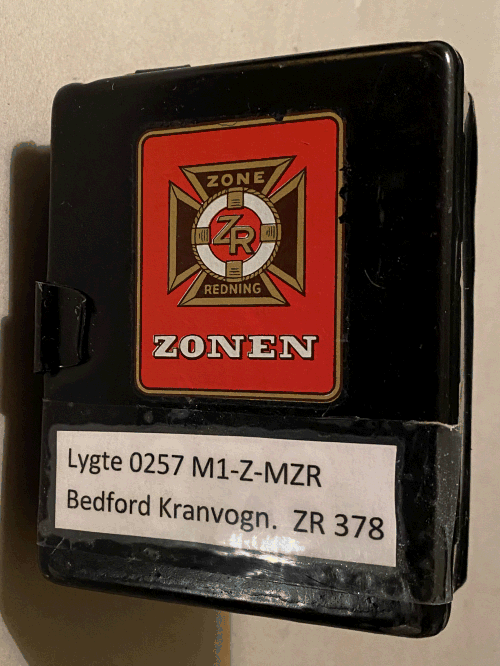 ZONE
ZR
REDNING
ZONEN
Lygte 0257 M1-Z-MZR
Bedford Kranvogn. ZR 378